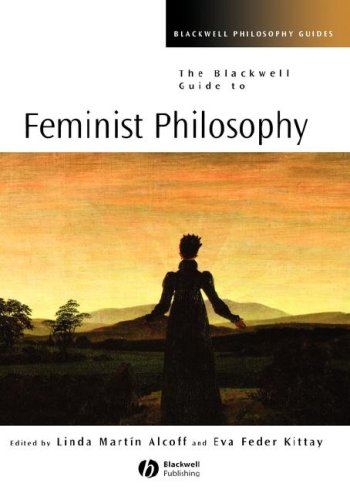 BLACKWELL PHILOSOPHY GUIDES
The Blackwell
Guide to
Feminist Philosophy
Edited by Linda Martín Alcoff and Eva Feder Kittay
Blackwell
Publishing